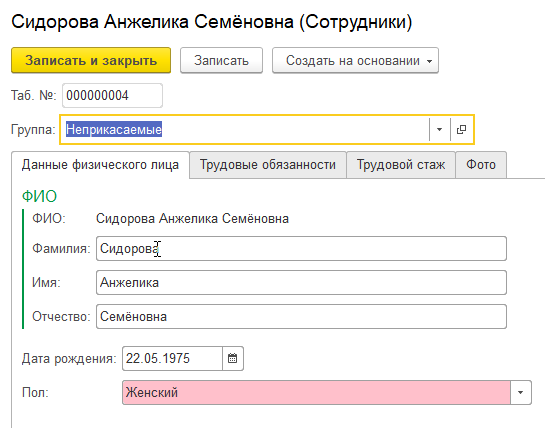 Сидорова Анжелика Семёновна (Сотрудники)
Записать и закрыть Записать Создать на основании
Таб. №: 000000004
Группа: Неприкасаемые
Данные физического лица Трудовые обязанности Трудовой стаж Фото
ФИО
ФИО: Сидорова Анжелика Семёновна
Фамилия: Сидорова
Имя: Анжелика
Отчество: Семёновна
Дата рождения: 22.05.1975
Пол: Женский